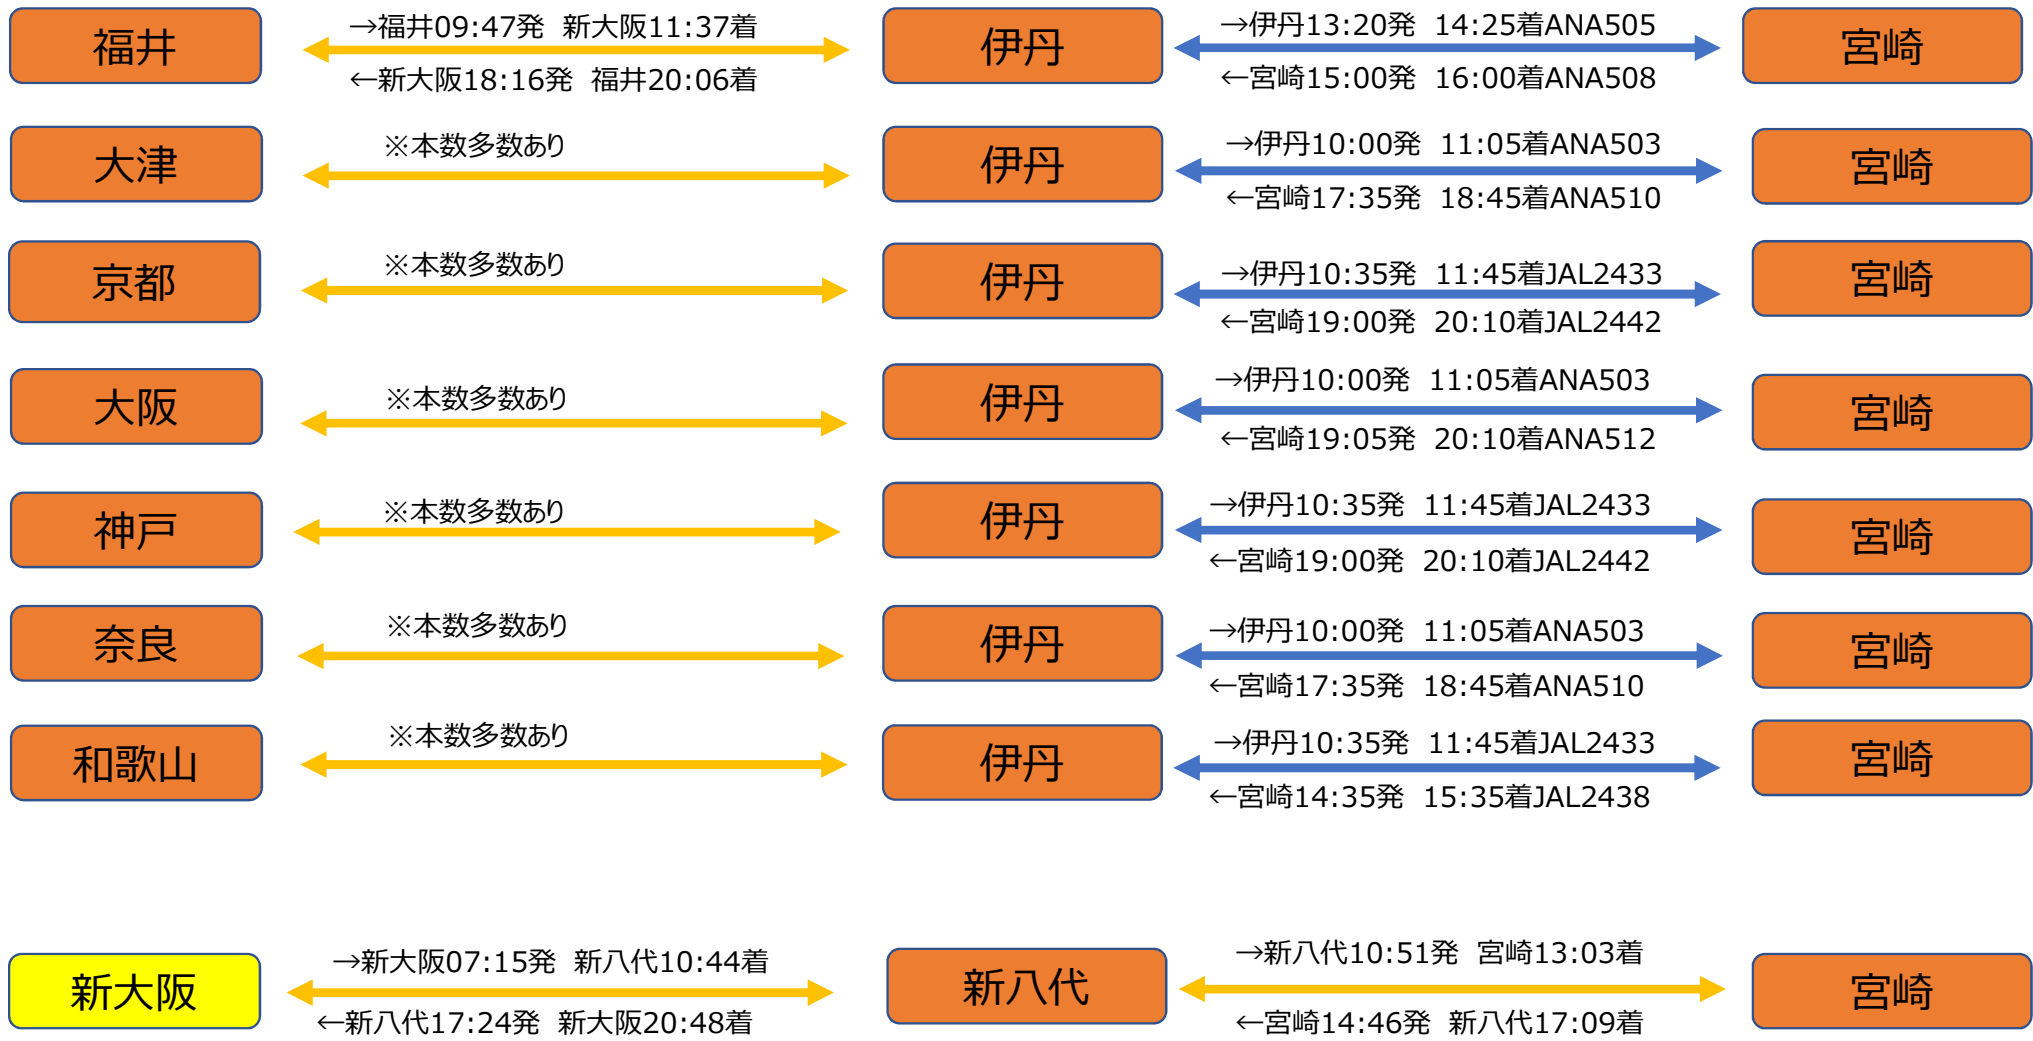 福井
→福井09:47発 新大阪11:37着
←新大阪18:16発 福井20:06着
伊丹
→伊丹13:20発 14:25着ANA505
←宮崎15:00発 16:00着ANA508
宮崎
大津
※本数多数あり
伊丹
→伊丹10:00発 11:05着ANA503
←宮崎17:35発 18:45着ANA510
宮崎
京都
※本数多数あり
伊丹
→伊丹10:35発 11:45着JAL2433
←宮崎19:00発 20:10着JAL2442
宮崎
大阪
※本数多数あり
伊丹
→伊丹10:00発 11:05着ANA503
←宮崎19:05発 20:10着ANA512
宮崎
神戸
※本数多数あり
伊丹
→伊丹10:35発 11:45着JAL2433
←宮崎19:00発 20:10着JAL2442
宮崎
奈良
※本数多数あり
伊丹
→伊丹10:00発 11:05着ANA503
←宮崎17:35発 18:45着ANA510
宮崎
和歌山
※本数多数あり
伊丹
→伊丹10:35発 11:45着JAL2433
←宮崎14:35発 15:35着JAL2438
宮崎
新大阪
→新大阪07:15発 新八代10:44着
←新八代17:24発 新大阪20:48着
新八代
→新八代10:51発 宮崎13:03着
←宮崎14:46発 新八代17:09着
宮崎